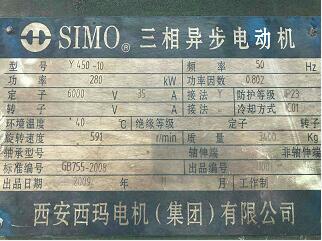 SIMO® 三相异步电动机
型号 Y 450-10 频率 50 Hz
功率 280 kW 功率因数 0.802
定子 6000 V 35 A 接法 Y 防护等级 IP23
转子 V A 接法 冷却方式 IC01
环境温度 40 ℃ 绝缘等级 定子 转子
旋转速度 591 r/min 质量 3400 Kg
轴承型号 轴伸端 非轴伸端
标准编号 GB755-2008 出品编号
出品日期 2009 年 11 月 工作制
西安西玛电机(集团)有限公司